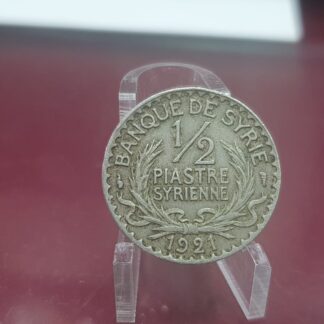 BANQUE DE SYRIE
1/2
PIASTRE
SYRIENNE
1921